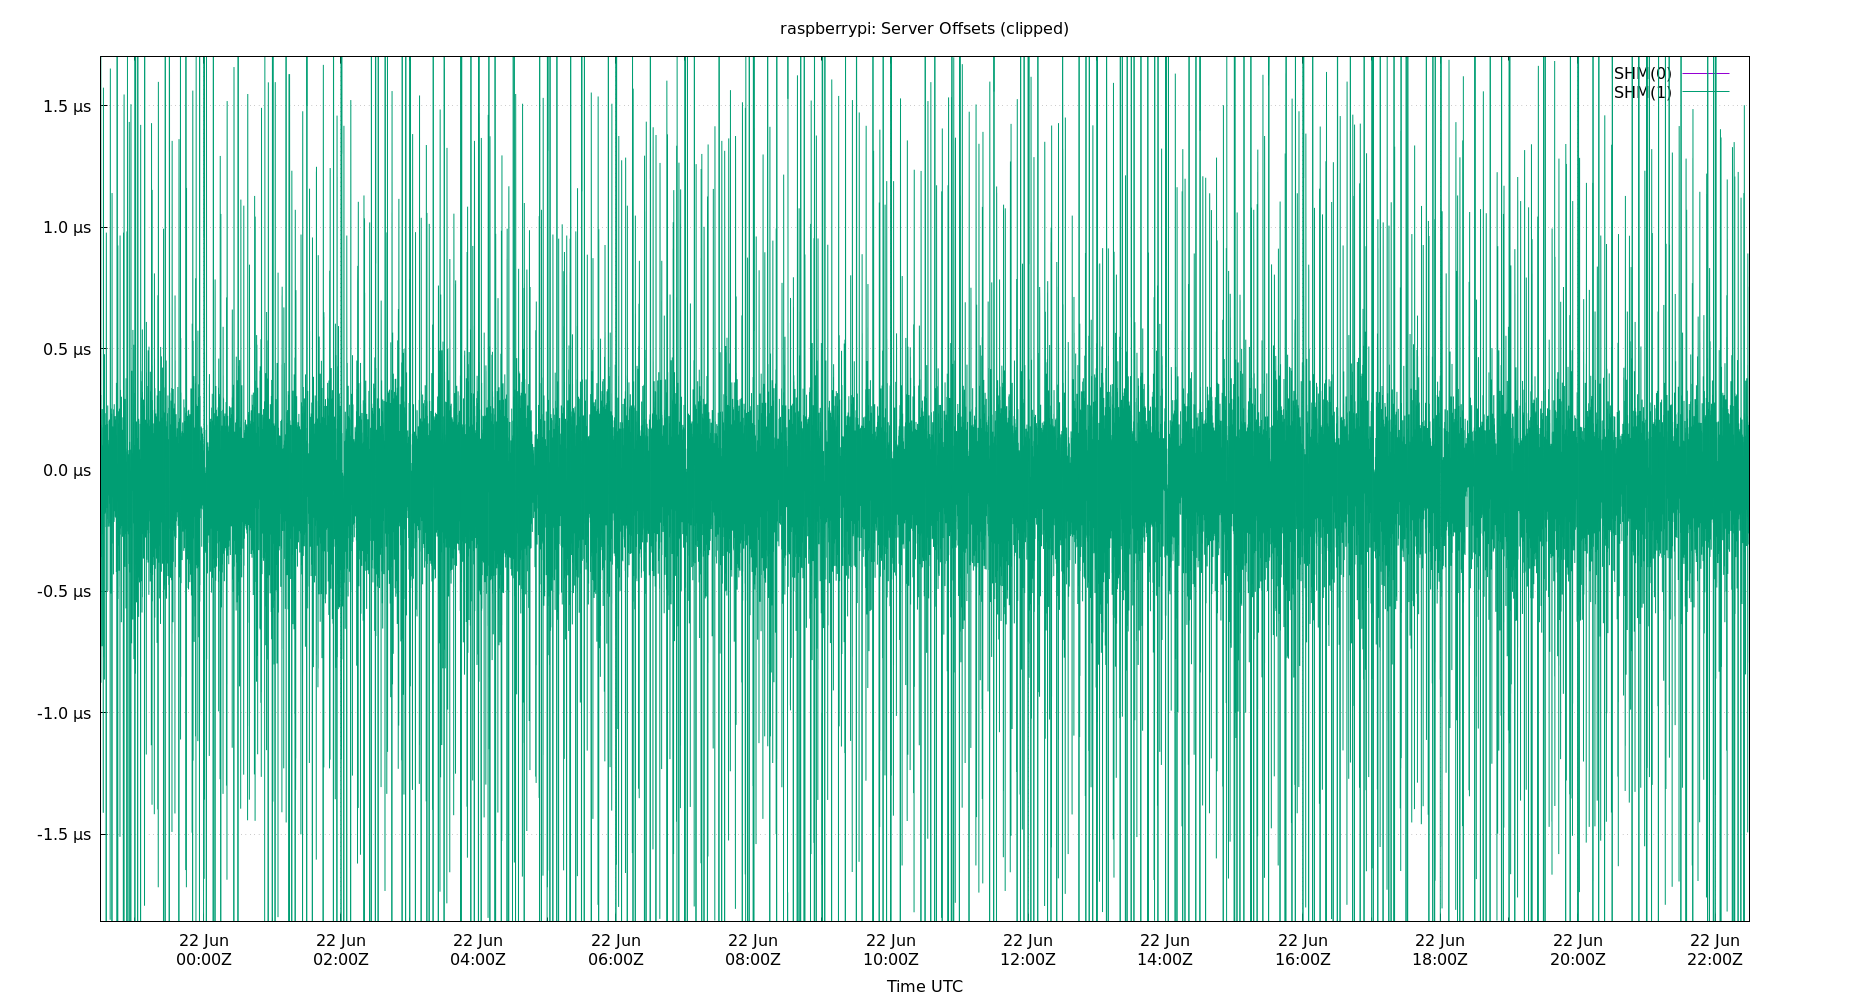 raspberrypi: Server Offsets (clipped)
SHM(0)
SHM(1)
1.5 µs
1.0 µs
0.5 µs
0.0 µs
-0.5 µs
-1.0 µs
-1.5 µs
22 Jun 22 Jun 22 Jun 22 Jun 22 Jun 22 Jun 22 Jun 22 Jun 22 Jun 22 Jun 22 Jun 22 Jun
00:00Z 02:00Z 04:00Z 06:00Z 08:00Z 10:00Z 12:00Z 14:00Z 16:00Z 18:00Z 20:00Z 22:00Z
Time UTC